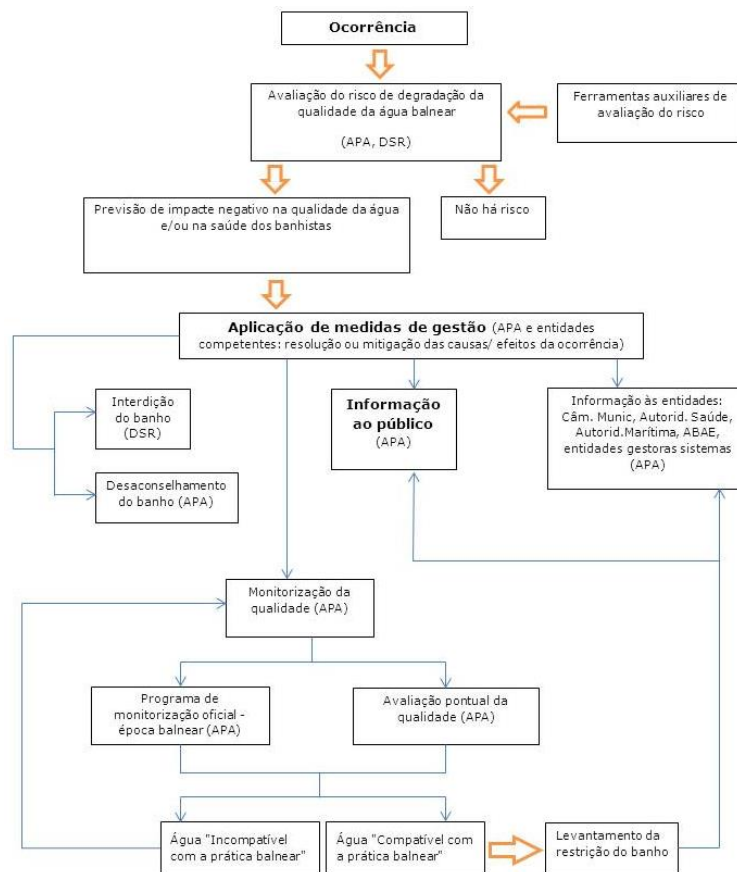 Ocorrência
Avaliação do risco de degradação da
qualidade da água balnear
(APA, DSR)
Ferramentas auxiliares de
avaliação do risco
Previsão de impacte negativo na qualidade da água
e/ou na saúde dos banhistas
Não há risco
Aplicação de medidas de gestão (APA e entidades
competentes: resolução ou mitigação das causas/ efeitos da ocorrência)
Interdição
do banho
(DSR)
Desaconselhamento
do banho (APA)
Informação
ao público
(APA)
Informação às entidades:
Câm. Munic, Autorid. Saúde,
Autorid.Marítima, ABAE,
entidades gestoras sistemas
(APA)
Monitorização da
qualidade (APA)
Programa de
monitorização oficial -
época balnear (APA)
Avaliação pontual da
qualidade (APA)
Água "Incompatível
com a prática balnear"
Água "Compatível com
a prática balnear"
Levantamento da
restrição do banho